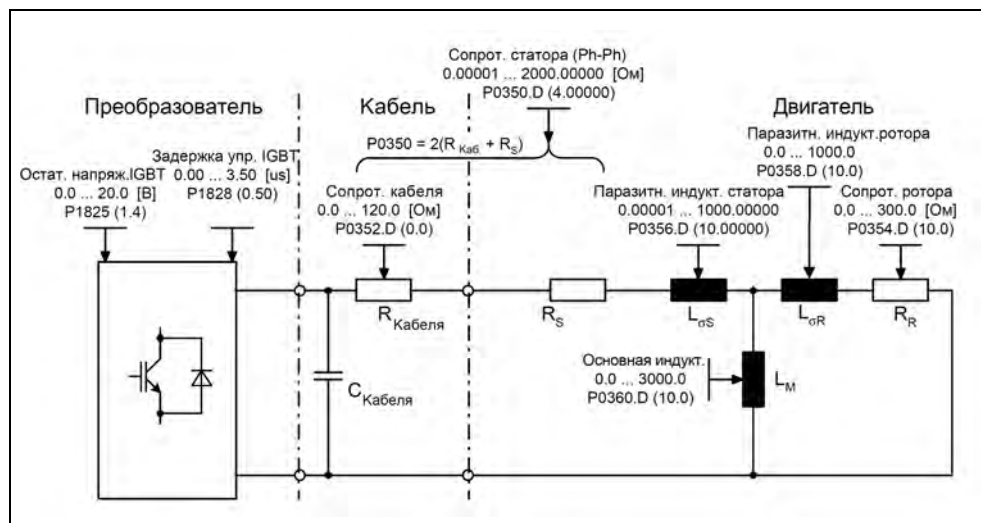 Сопрот. статора (Ph-Ph)
0.00001 ... 2000.00000 [Ом]
P0350.D (4.00000)
Преобразователь
Кабель
Двигатель
P0350 = 2(R Каб + RS)
Задержка упр. IGBT
0.00 ... 3.50 [us]
P1828 (0.50)
Остат. напряж.IGBT
0.0 ... 20.0 [В]
P1825 (1.4)
Сопрот. кабеля
0.0 ... 120.0 [Ом]
P0352.D (0.0)
Паразитн. индукт. статора
0.00001 ... 1000.00000
P0356.D (10.00000)
Паразитн. индукт.ротора
0.0 ... 1000.0
P0358.D (10.0)
Сопрот. ротора
0.0 ... 300.0 [Ом]
P0354.D (10.0)
RКабеля
RS
LσS
LσR
RR
CКабеля
Основная индукт.
0.0 ... 3000.0
P0360.D (10.0)
LM